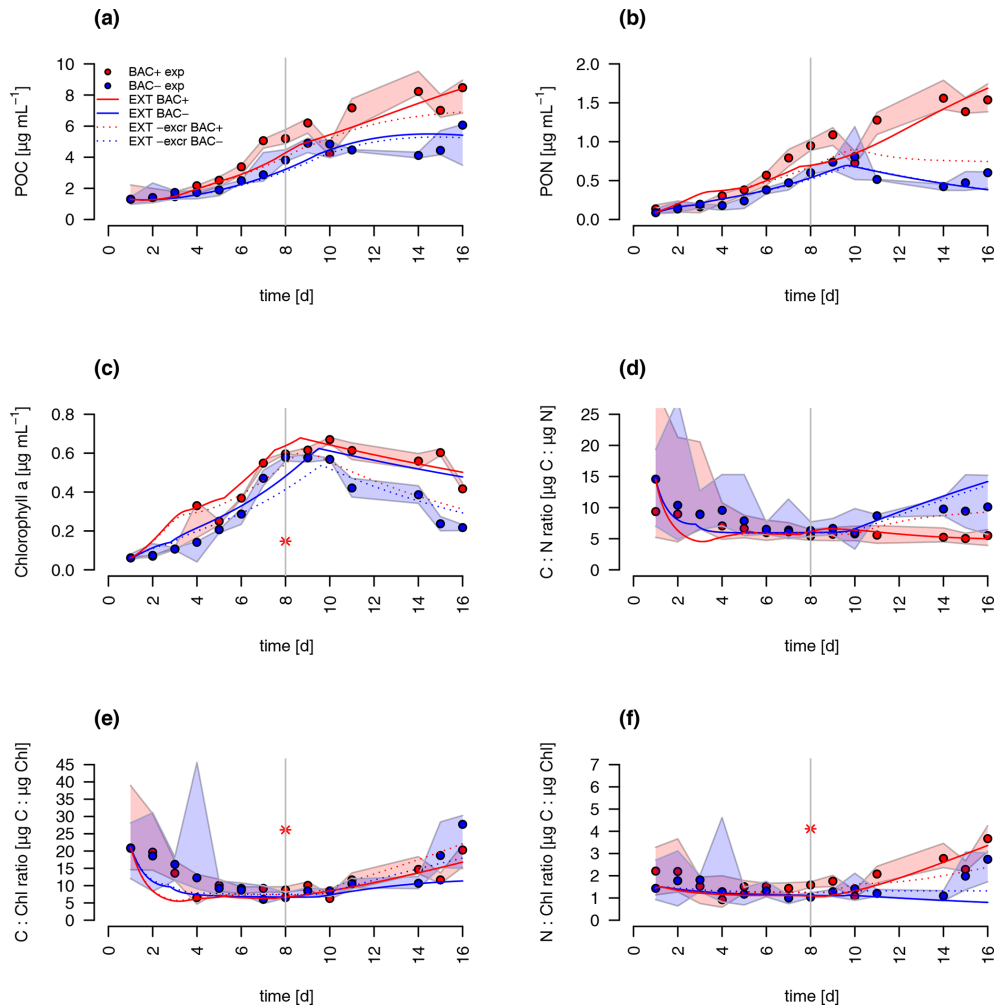 (a)
POC [µg mL⁻¹]
10
8
6
4
2
0
BAC+ exp
BAC− exp
EXT BAC+
EXT BAC−
EXT −excr BAC+
EXT −excr BAC−
0 2 4 6 8 10 12 14 16
time [d]
(b)
PON [µg mL⁻¹]
2.0
1.5
1.0
0.5
0.0
0 2 4 6 8 10 12 14 16
time [d]
(c)
Chlorophyll a [µg mL⁻¹]
0.8
0.6
0.4
0.2
0.0
0 2 4 6 8 10 12 14 16
time [d]
(d)
C : N ratio [µg C : µg N]
25
20
15
10
5
0
0 2 4 6 8 10 12 14 16
time [d]
(e)
C : Chl ratio [µg C : µg Chl]
45
40
35
30
25
20
15
10
5
0
0 2 4 6 8 10 12 14 16
time [d]
(f)
N : Chl ratio [µg C : µg Chl]
7
6
5
4
3
2
1
0
0 2 4 6 8 10 12 14 16
time [d]